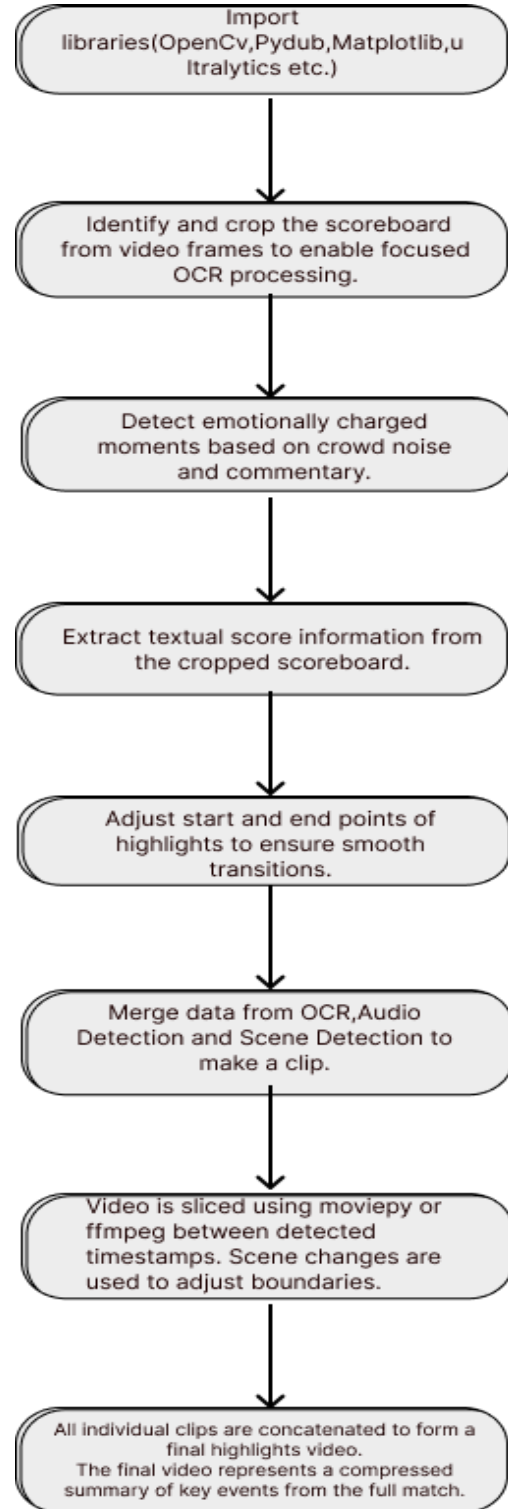 Import
libraries(OpenCv,Pydub,Matplotlib,u
ltralytics etc.)
Identify and crop the scoreboard
from video frames to enable focused
OCR processing.
Detect emotionally charged
moments based on crowd noise
and commentary.
Extract textual score information from
the cropped scoreboard.
Adjust start and end points of
highlights to ensure smooth
transitions.
Merge data from OCR,Audio
Detection and Scene Detection to
make a clip.
Video is sliced using moviepy or
ffmpeg between detected
timestamps. Scene changes are
used to adjust boundaries.
All individual clips are concatenated to form a
final highlights video.
The final video represents a compressed
summary of key events from the full match.